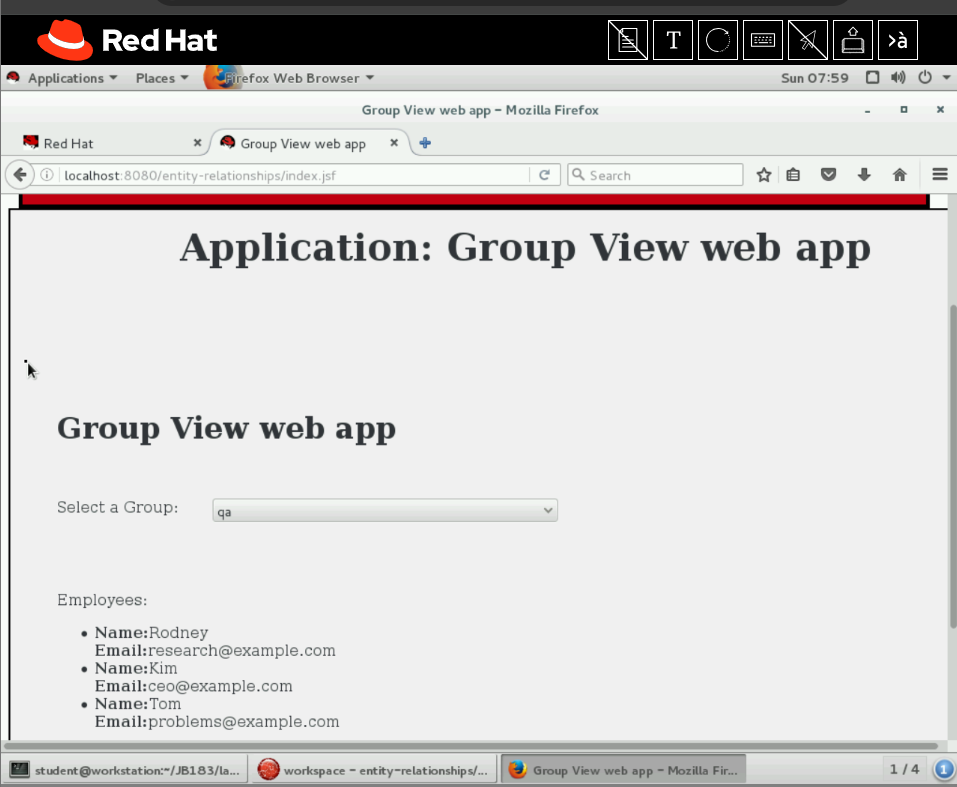 Red Hat
T
›à
Applications Places Firefox Web Browser Sun 07:59
Group View web app – Mozilla Firefox
Red Hat Group View web app
localhost:8080/entity-relationships/index.jsf Search
Application: Group View web app
Group View web app
Select a Group: qa
Employees:
• Name:Rodney
Email:research@example.com
• Name:Kim
Email:ceo@example.com
• Name:Tom
Email:problems@example.com
student@workstation:~/JB183/la... workspace – entity-relationships/... Group View web app – Mozilla Fir... 1 / 4 1